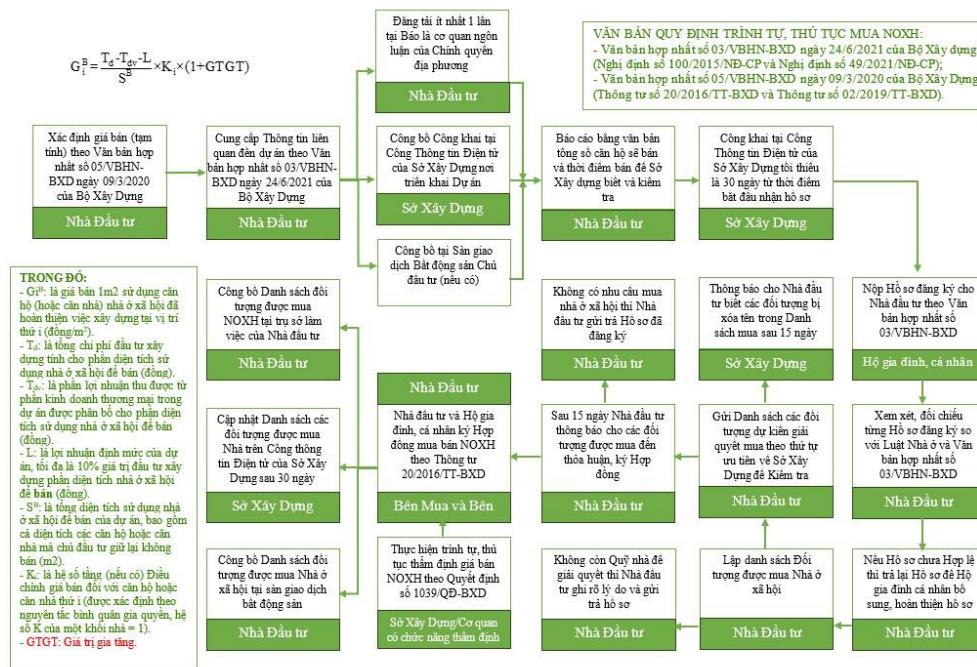 G_i^B = (T_d-T_dv-L)/S^B ×K_i×(1+GTGT)
Đăng tải ít nhất 1 lần
tại Báo là cơ quan ngôn
luận của Chính quyền
địa phương
Nhà Đầu tư
VĂN BẢN QUY ĐỊNH TRÌNH TỰ, THỦ TỤC MUA NOXH:
- Văn bản hợp nhất số 03/VBHN-BXD ngày 24/6/2021 của Bộ Xây dựng
(Nghị định số 100/2015/NĐ-CP và Nghị định số 49/2021/NĐ-CP);
- Văn bản hợp nhất số 05/VBHN-BXD ngày 09/3/2020 của Bộ Xây Dựng
(Thông tư số 20/2016/TT-BXD và Thông tư số 02/2019/TT-BXD).
Xác định giá bán (tạm
tính) theo Văn bản hợp
nhất số 05/VBHN-
BXD ngày 09/3/2020
của Bộ Xây Dựng
Nhà Đầu tư
Cung cấp Thông tin liên
quan đến dự án theo Văn
bản hợp nhất số 03/VBHN-
BXD ngày 24/6/2021 của
Bộ Xây Dựng
Nhà Đầu tư
Công bố Công khai tại
Cổng Thông tin Điện tử
của Sở Xây Dựng nơi
triển khai Dự án
Sở Xây Dựng
Công bố tại Sàn giao
dịch Bất động sản Chủ
đầu tư (nếu có)
Báo cáo bằng văn bản
tổng số căn hộ sẽ bán
và thời điểm bán để Sở
Xây dựng biết và kiểm
tra
Nhà Đầu tư
Công khai tại Cổng
Thông tin Điện tử của
Sở Xây Dựng tối thiểu
là 30 ngày từ thời điểm
bắt đầu nhận hồ sơ
Sở Xây Dựng
TRONG ĐÓ:
- Gi^B: là giá bán 1m2 sử dụng căn
hộ (hoặc căn nhà) nhà ở xã hội đã
hoàn thiện việc xây dựng tại vị trí
thứ i (đồng/m²).
- T_d: là tổng chi phí đầu tư xây
dựng tính cho phần diện tích sử
dụng nhà ở xã hội để bán (đồng).
- T_dv: là phần lợi nhuận thu được từ
phần kinh doanh thương mại trong
dự án được phân bổ cho phần diện
tích sử dụng nhà ở xã hội để bán
(đồng).
- L: là lợi nhuận định mức của dự
án, tối đa là 10% giá trị đầu tư xây
dựng phần diện tích nhà ở xã hội
để bán (đồng).
- S^B: là tổng diện tích sử dụng nhà
ở xã hội để bán của dự án, bao gồm
cả diện tích các căn hộ hoặc căn
nhà mà chủ đầu tư giữ lại không
bán (m2).
- K_i: là hệ số tầng (nếu có) Điều
chỉnh giá bán đối với căn hộ hoặc
căn nhà thứ i (được xác định theo
nguyên tắc bình quân gia quyền, hệ
số K của một khối nhà = 1).
- GTGT: Giá trị gia tăng.
Công bố Danh sách đối
tượng được mua
NOXH tại trụ sở làm
việc của Nhà đầu tư
Nhà Đầu tư
Không có nhu cầu mua
nhà ở xã hội thì Nhà
đầu tư gửi trả Hồ sơ đã
đăng ký
Nhà Đầu tư
Thông báo cho Nhà đầu
tư biết các đối tượng bị
xóa tên trong Danh
sách mua sau 15 ngày
Sở Xây Dựng
Nộp Hồ sơ đăng ký cho
Nhà đầu tư theo Văn
bản hợp nhất số
03/VBHN-BXD
Hộ gia đình, cá nhân
Cập nhật Danh sách các
đối tượng được mua
Nhà trên Cổng thông
tin Điện tử của Sở Xây
Dựng sau 30 ngày
Sở Xây Dựng
Nhà Đầu tư
Nhà đầu tư và Hộ gia
đình, cá nhân ký Hợp
đồng mua bán NOXH
theo Thông tư
20/2016/TT-BXD
Bên Mua và Bên
Sau 15 ngày Nhà đầu tư
thông báo cho các đối
tượng được mua đến
thỏa thuận, ký Hợp
đồng
Nhà Đầu tư
Gửi Danh sách các đối
tượng dự kiến giải
quyết mua theo thứ tự
ưu tiên về Sở Xây
Dựng để Kiểm tra
Nhà Đầu tư
Xem xét, đối chiếu
từng Hồ sơ đăng ký so
với Luật Nhà ở và Văn
bản hợp nhất số
03/VBHN-BXD
Nhà Đầu tư
Công bố Danh sách đối
tượng được mua Nhà ở
xã hội tại sàn giao dịch
bất động sản
Nhà Đầu tư
Thực hiện trình tự, thủ
tục thẩm định giá bán
NOXH theo Quyết định
số 1039/QĐ-BXD
Sở Xây Dựng/Cơ quan
có chức năng thẩm định
Không còn Quỹ nhà để
giải quyết thì Nhà đầu tư
ghi rõ lý do và gửi
trả hồ sơ
Nhà Đầu tư
Lập danh sách Đối
tượng được mua Nhà ở
xã hội
Nhà Đầu tư
Nếu Hồ sơ chưa Hợp lệ
thì trả lại Hồ sơ để Hộ
gia đình cá nhân bổ
sung, hoàn thiện hồ sơ
Nhà Đầu tư